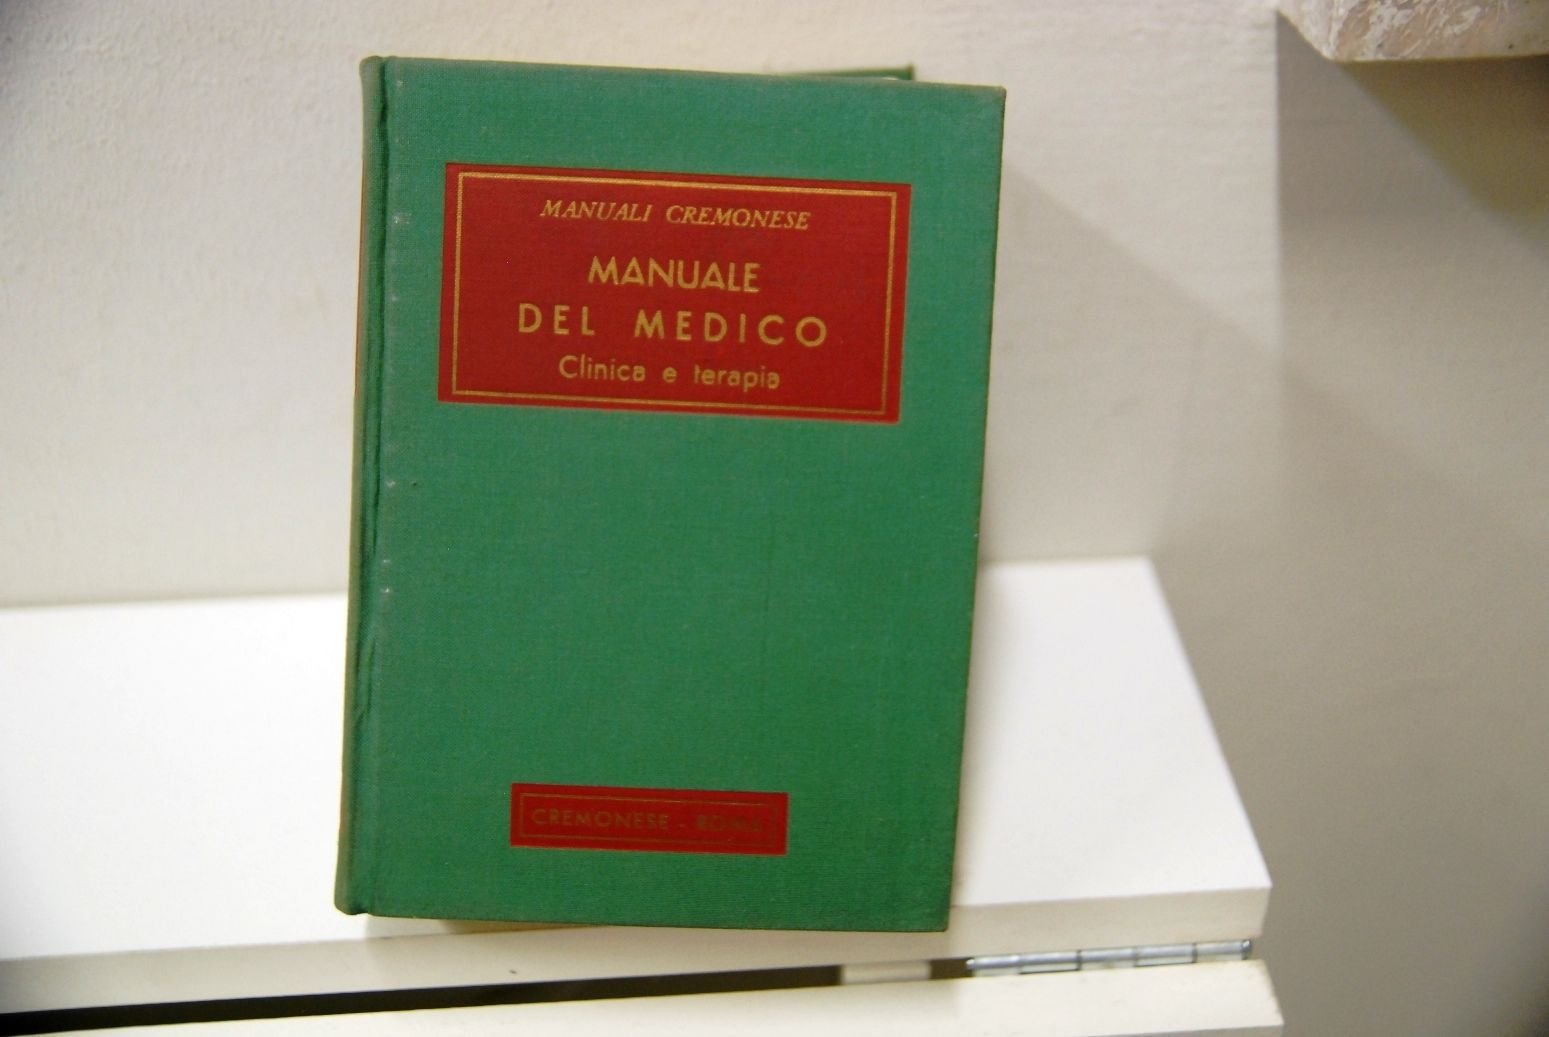 MANUALI CREMONESE
MANUALE
DEL MEDICO
Clinica e terapia
CREMONESE - ROMA